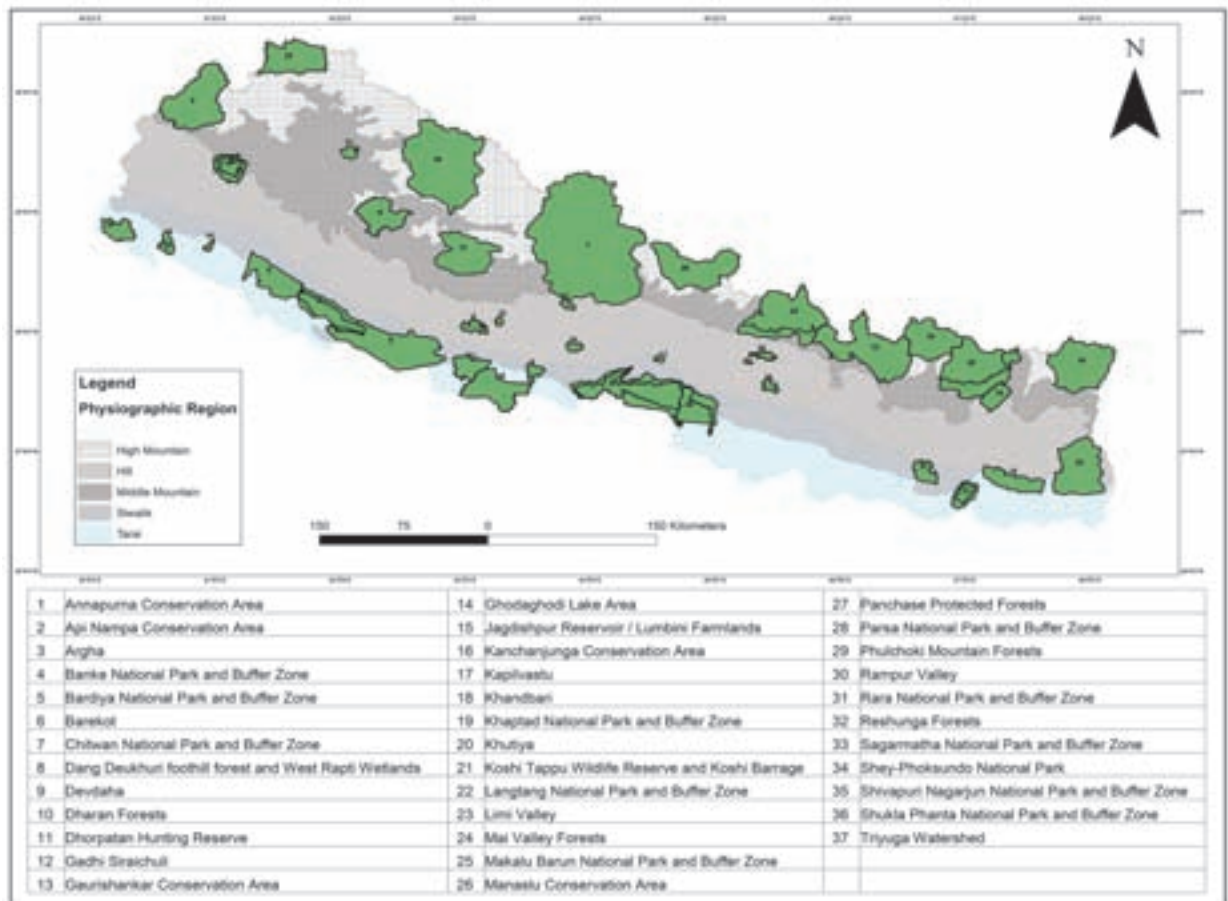 N
Legend
Physiographic Region
High Mountain
Hill
Middle Mountain
Siwalik
Tarai
150 75 0 150 Kilometers
1 Annapurna Conservation Area
2 Api Nampa Conservation Area
3 Argha
4 Banke National Park and Buffer Zone
5 Bardiya National Park and Buffer Zone
6 Barekot
7 Chitwan National Park and Buffer Zone
8 Dang Deukhuri foothill forest and West Rapti Wetlands
9 Devdaha
10 Dharan Forests
11 Dhorpatan Hunting Reserve
12 Gadhi Siraichuli
13 Gaurishankar Conservation Area
14 Ghodaghodi Lake Area
15 Jagdishpur Reservoir / Lumbini Farmlands
16 Kanchanjunga Conservation Area
17 Kapilvastu
18 Khandbari
19 Khaptad National Park and Buffer Zone
20 Khutiya
21 Koshi Tappu Wildlife Reserve and Koshi Barrage
22 Langtang National Park and Buffer Zone
23 Limi Valley
24 Mai Valley Forests
25 Makalu Barun National Park and Buffer Zone
26 Manaslu Conservation Area
27 Panchase Protected Forests
28 Parsa National Park and Buffer Zone
29 Phulchoki Mountain Forests
30 Rampur Valley
31 Rara National Park and Buffer Zone
32 Reshunga Forests
33 Sagarmatha National Park and Buffer Zone
34 Shey-Phoksundo National Park
35 Shivapuri Nagarjun National Park and Buffer Zone
36 Shukla Phanta National Park and Buffer Zone
37 Triyuga Watershed